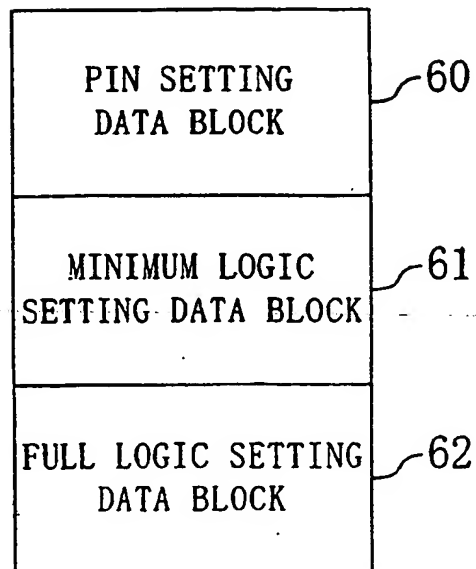 PIN SETTING
DATA BLOCK
60
MINIMUM LOGIC
SETTING DATA BLOCK
61
FULL LOGIC SETTING
DATA BLOCK
62